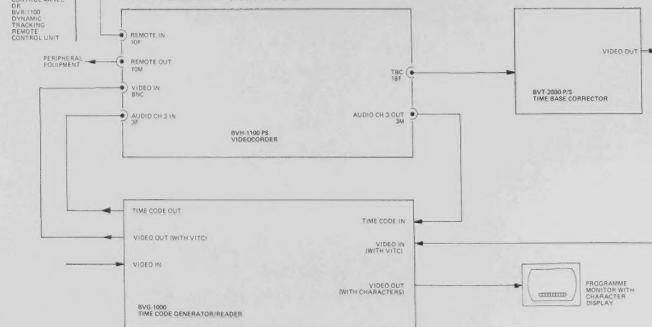 OR
BVR-1100
DYNAMIC
TRACKING
REMOTE
CONTROL UNIT
REMOTE IN
10F
PERIPHERAL
EQUIPMENT
REMOTE OUT
10M
VIDEO IN
BNC
AUDIO CH.3 IN
3F
TBC
18F
AUDIO CH.3 OUT
3M
BVH-1100 PS
VIDEOCORDER
VIDEO OUT
BVT-2000 P/S
TIME BASE CORRECTOR
TIME CODE OUT
VIDEO OUT (WITH VITC)
VIDEO IN
TIME CODE IN
VIDEO IN
(WITH VITC)
VIDEO OUT
(WITH CHARACTERS)
BVG-1000
TIME CODE GENERATOR/READER
PROGRAMME
MONITOR WITH
CHARACTER
DISPLAY